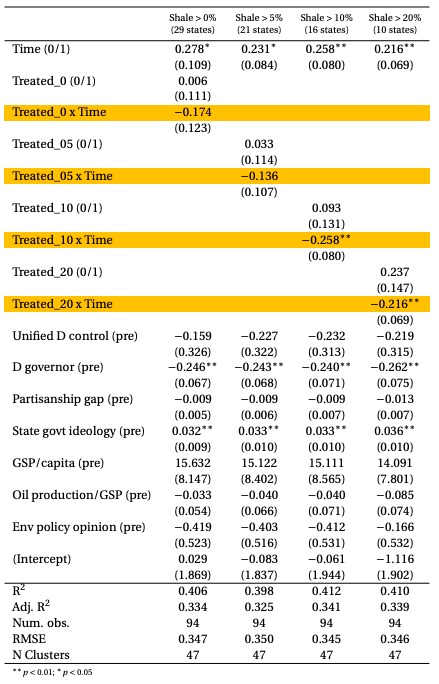 Shale > 0% Shale > 5% Shale > 10% Shale > 20%
(29 states) (21 states) (16 states) (10 states)
Time (0/1) 0.278* 0.231* 0.258** 0.216**
(0.109) (0.084) (0.080) (0.069)
Treated_0 (0/1) 0.006
(0.111)
Treated_0 x Time −0.174
(0.123)
Treated_05 (0/1) 0.033
(0.114)
Treated_05 x Time −0.136
(0.107)
Treated_10 (0/1) 0.093
(0.131)
Treated_10 x Time −0.258**
(0.080)
Treated_20 (0/1) 0.237
(0.147)
Treated_20 x Time −0.216**
(0.069)
Unified D control (pre) −0.159 −0.227 −0.232 −0.219
(0.326) (0.322) (0.313) (0.315)
D governor (pre) −0.246** −0.243** −0.240** −0.262**
(0.067) (0.068) (0.071) (0.075)
Partisanship gap (pre) −0.009 −0.009 −0.009 −0.013
(0.005) (0.006) (0.007) (0.007)
State govt ideology (pre) 0.032** 0.033** 0.033** 0.036**
(0.009) (0.010) (0.010) (0.010)
GSP/capita (pre) 15.632 15.122 15.111 14.091
(8.147) (8.402) (8.565) (7.801)
Oil production/GSP (pre) −0.033 −0.040 −0.040 −0.085
(0.054) (0.066) (0.071) (0.074)
Env policy opinion (pre) −0.419 −0.403 −0.412 −0.166
(0.523) (0.516) (0.531) (0.532)
(Intercept) 0.029 −0.083 −0.061 −1.116
(1.869) (1.837) (1.944) (1.902)
R² 0.406 0.398 0.412 0.410
Adj. R² 0.334 0.325 0.341 0.339
Num. obs. 94 94 94 94
RMSE 0.347 0.350 0.345 0.346
N Clusters 47 47 47 47
**p < 0.01; *p < 0.05